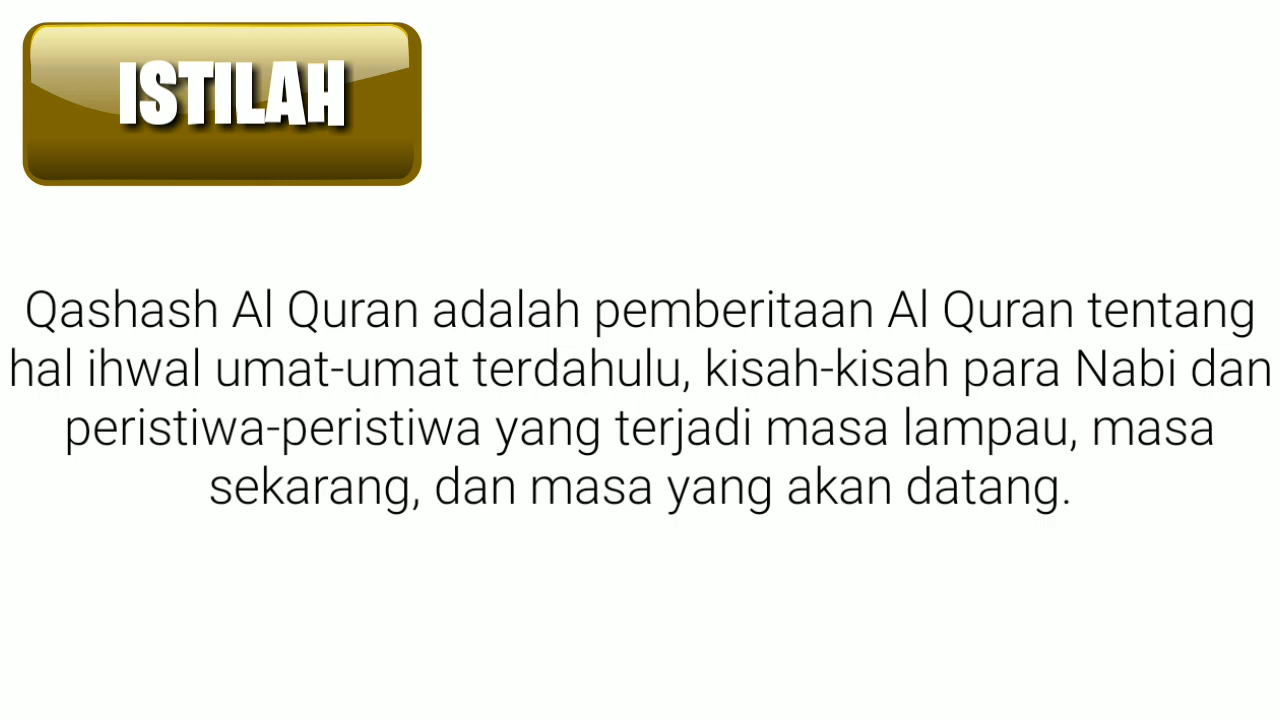 ISTILAH
Qashash Al Quran adalah pemberitaan Al Quran tentang
hal ihwal umat-umat terdahulu, kisah-kisah para Nabi dan
peristiwa-peristiwa yang terjadi masa lampau, masa
sekarang, dan masa yang akan datang.